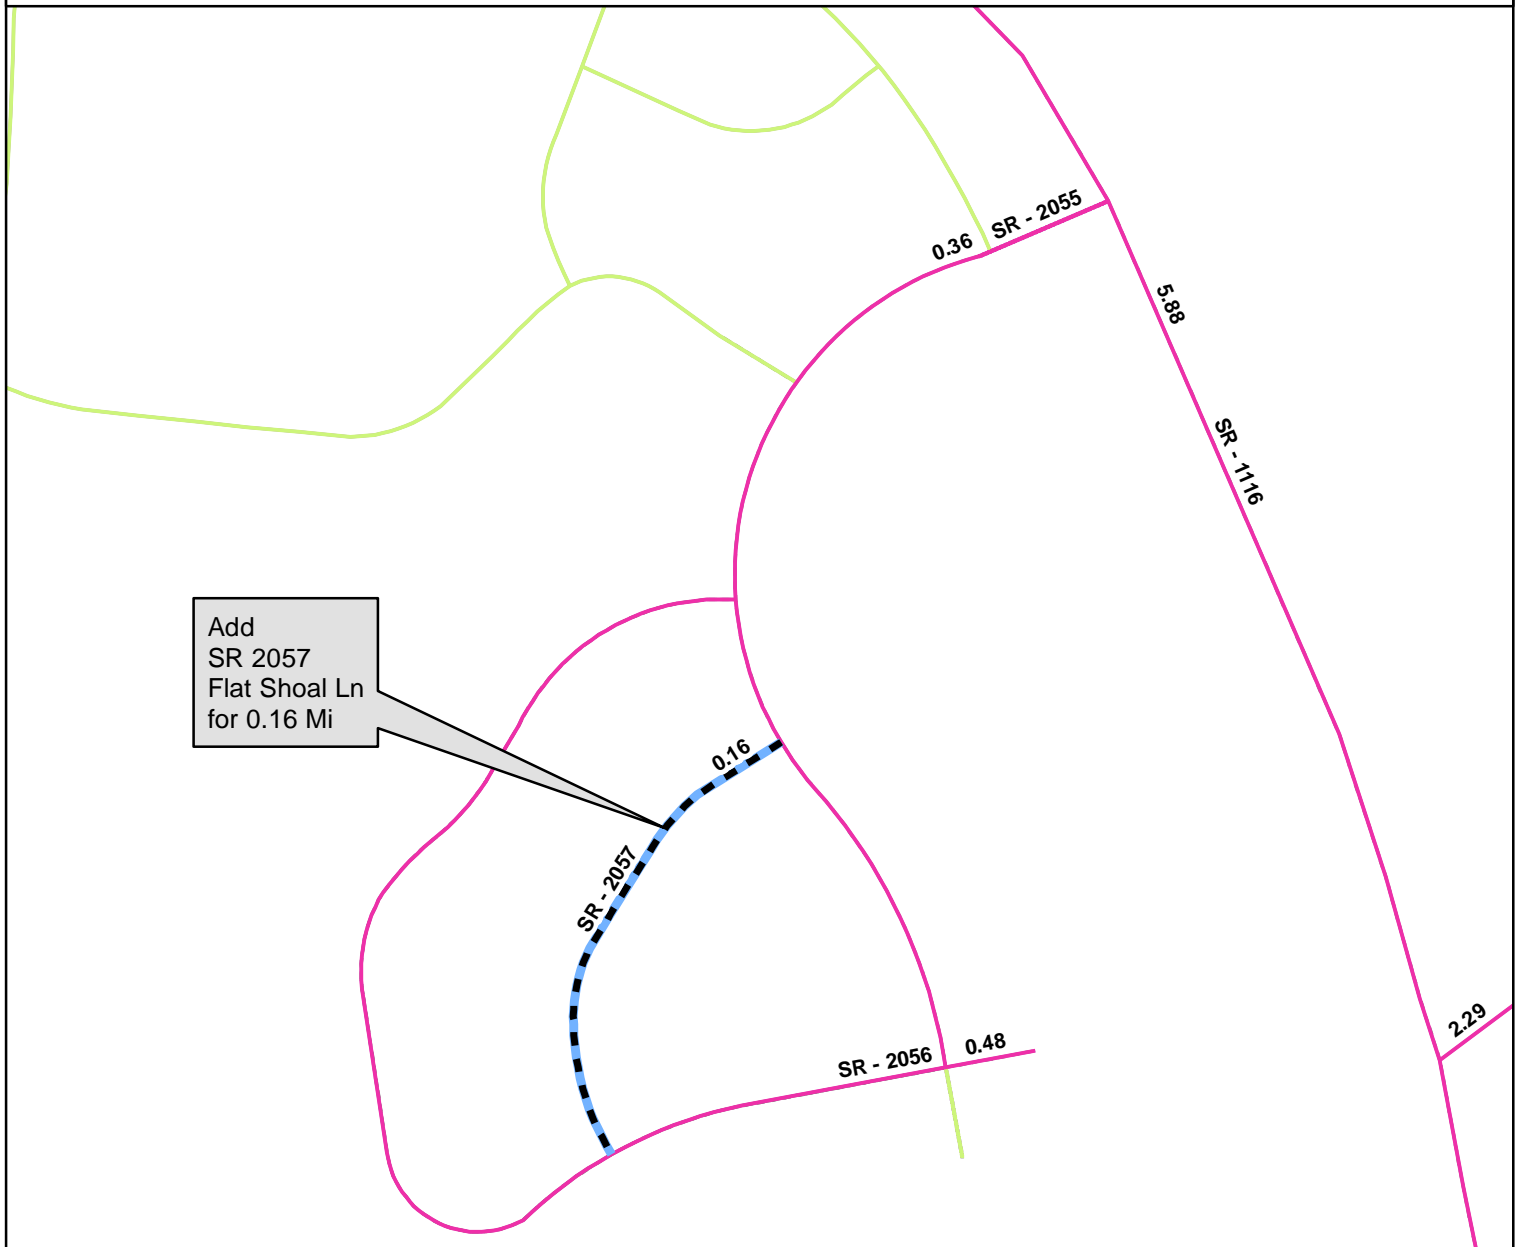 SR - 2055
0.36
5.88
SR - 1116
Add
SR 2057
Flat Shoal Ln
for 0.16 Mi
0.16
SR - 2057
2.29
0.48
SR - 2056